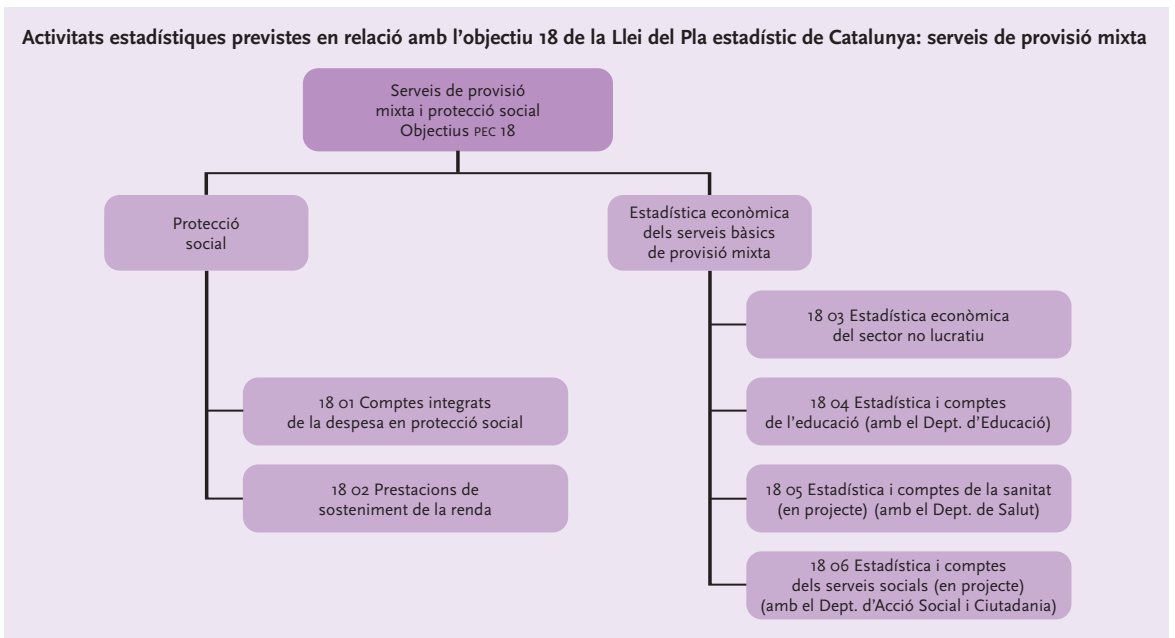 Activitats estadístiques previstes en relació amb l’objectiu 18 de la Llei del Pla estadístic de Catalunya: serveis de provisió mixta
Serveis de provisió
mixta i protecció social
Objectius PEC 18
Protecció
social
Estadística econòmica
dels serveis bàsics
de provisió mixta
18 01 Comptes integrats
de la despesa en protecció social
18 02 Prestacions de
sosteniment de la renda
18 03 Estadística econòmica
del sector no lucratiu
18 04 Estadística i comptes
de l’educació (amb el Dept. d’Educació)
18 05 Estadística i comptes de la sanitat
(en projecte) (amb el Dept. de Salut)
18 06 Estadística i comptes
dels serveis socials (en projecte)
(amb el Dept. d’Acció Social i Ciutadania)